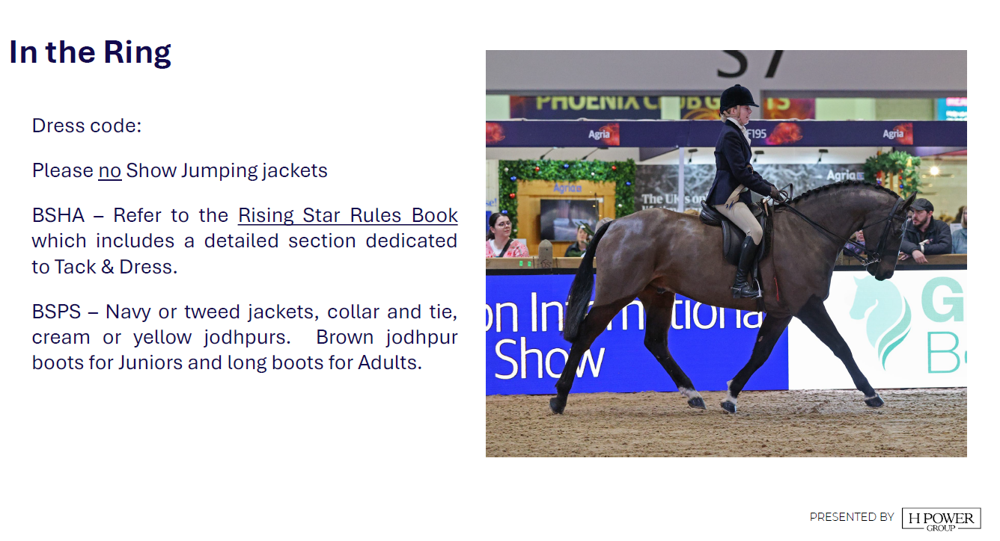 In the Ring
Dress code:
Please no Show Jumping jackets
BSHA – Refer to the Rising Star Rules Book
which includes a detailed section dedicated
to Tack & Dress.
BSPS – Navy or tweed jackets, collar and tie,
cream or yellow jodhpurs. Brown jodhpur
boots for Juniors and long boots for Adults.
S7
PHOENIX
Agria
F195
Agria
Agria
Agria
The UK
on International
Show
G
B
PRESENTED BY
H POWER
GROUP